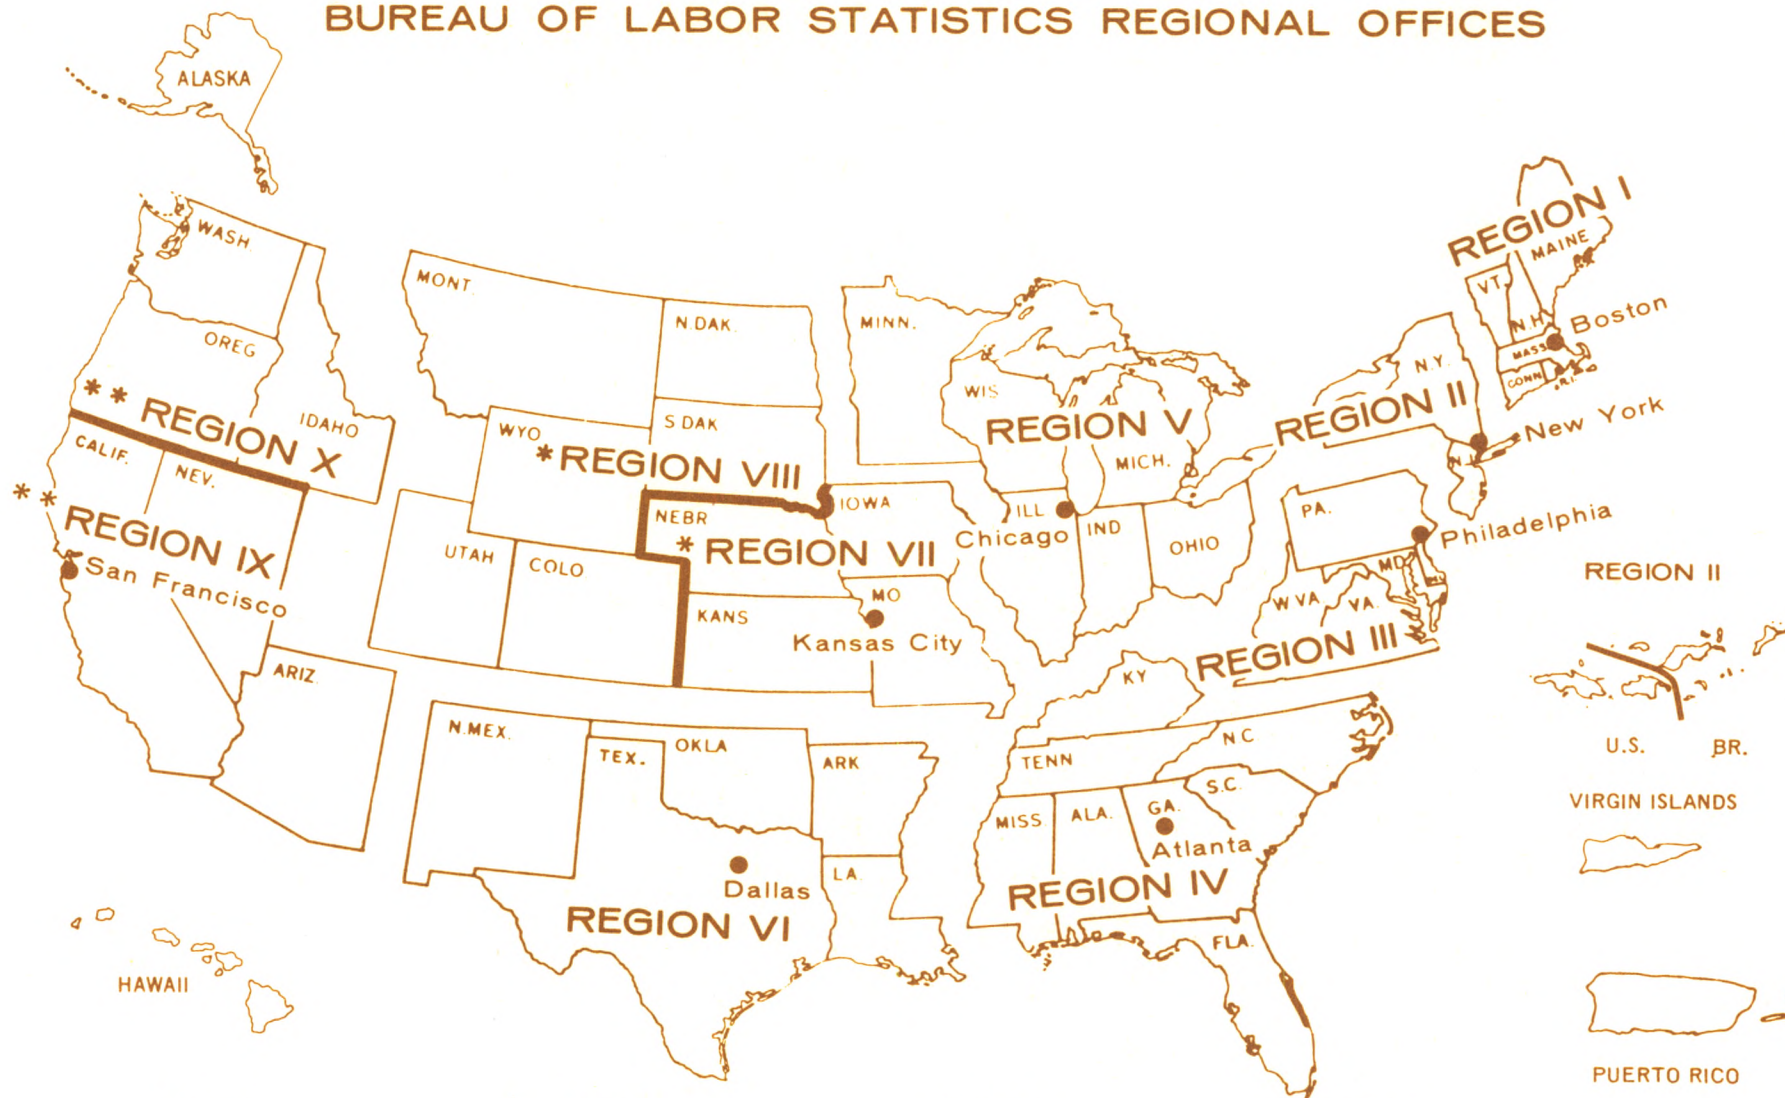 BUREAU OF LABOR STATISTICS REGIONAL OFFICES
ALASKA
WASH.
OREG
** REGION X
IDAHO
CALIF.
NEV.
** REGION IX
San Francisco
ARIZ.
HAWAII
MONT.
N.DAK.
S DAK
WYO
*REGION VIII
UTAH
COLO
NEBR
* REGION VII
IOWA
KANS
MO
Kansas City
N.MEX.
TEX.
OKLA
ARK
LA.
Dallas
REGION VI
MINN.
WIS
REGION V
MICH.
ILL
Chicago
IND
OHIO
KY
TENN
N C
S.C.
MISS.
ALA.
GA.
Atlanta
REGION IV
FLA.
REGION I
MAINE
VT.
N.H.
MASS
CONN
R.I.
Boston
N.Y.
REGION II
New York
N.J.
PA.
Philadelphia
MD
W VA
VA.
REGION III
REGION II
U.S.
BR.
VIRGIN ISLANDS
PUERTO RICO